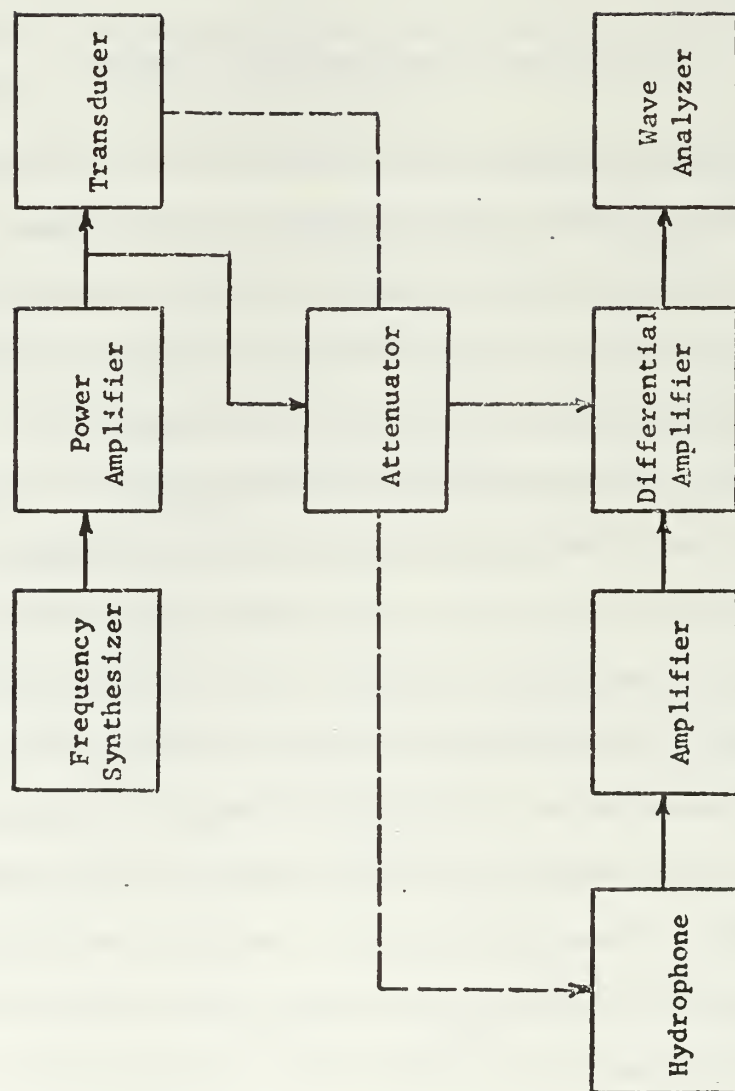 Frequency
Synthesizer
Power
Amplifier
Transducer
Attenuator
Hydrophone
Amplifier
Differential
Amplifier
Wave
Analyzer